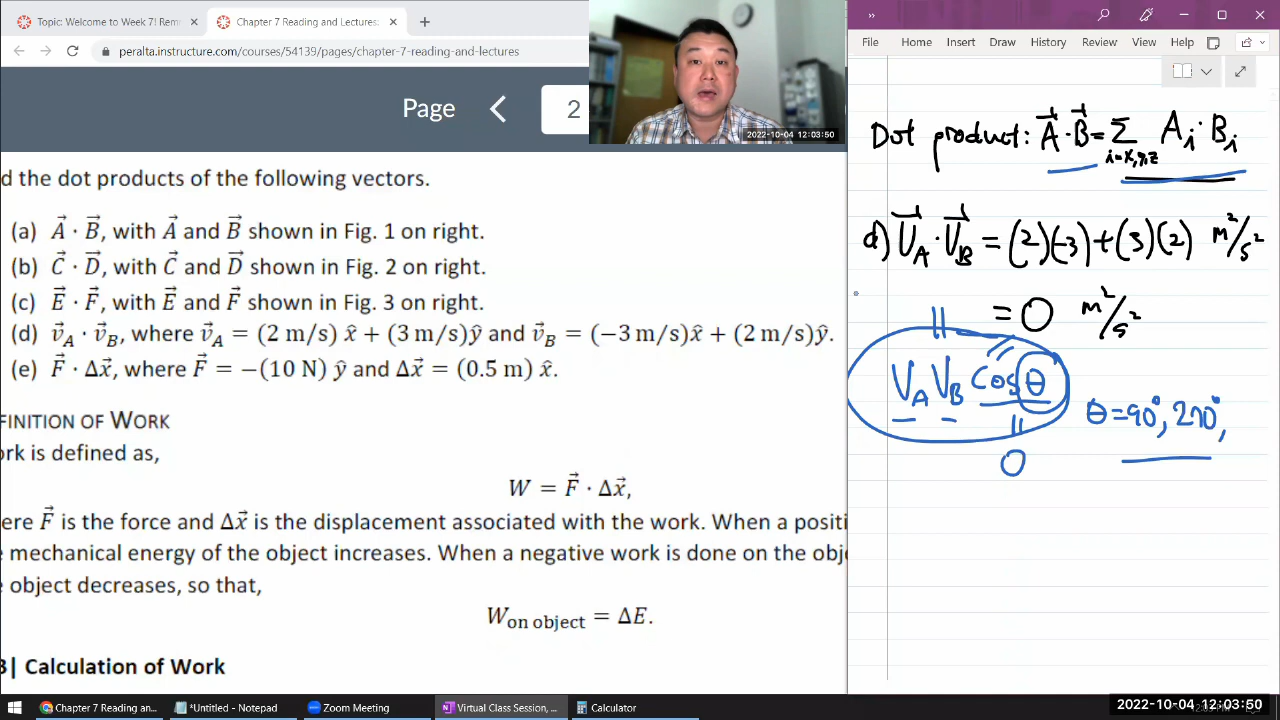 Topic: Welcome to Week 7! Rem
Chapter 7 Reading and Lectures:
peralta.instructure.com/courses/54139/pages/chapter-7-reading-and-lectures
Page 2
2022-10-04 12:03:50
d the dot products of the following vectors.
(a) A⃗ · B⃗, with A⃗ and B⃗ shown in Fig. 1 on right.
(b) C⃗ · D⃗, with C⃗ and D⃗ shown in Fig. 2 on right.
(c) E⃗ · F⃗, with E⃗ and F⃗ shown in Fig. 3 on right.
(d) v⃗A · v⃗B, where v⃗A = (2 m/s) x̂ + (3 m/s)ŷ and v⃗B = (−3 m/s)x̂ + (2 m/s)ŷ.
(e) F⃗ · Δx⃗, where F⃗ = −(10 N) ŷ and Δx⃗ = (0.5 m) x̂.
FINITION OF WORK
rk is defined as,
W = F⃗ · Δx⃗,
ere F⃗ is the force and Δx⃗ is the displacement associated with the work. When a positi
mechanical energy of the object increases. When a negative work is done on the obj
object decreases, so that,
Won object = ΔE.
3| Calculation of Work
File Home Insert Draw History Review View Help
Dot product: A⃗ · B⃗ = Σ i=x,y,z Ai · Bi
d) V⃗A · V⃗B = (2)(-3) + (3)(2) m²/s²
= 0 m²/s²
VA VB cos θ
θ = 90°, 270°,
0
Chapter 7 Reading an
*Untitled - Notepad
Zoom Meeting
Virtual Class Session,...
Calculator
2022-10-04 12:03:50